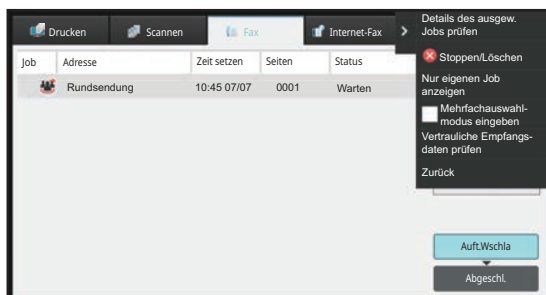 Drucken
Scannen
Fax
Internet-Fax
Job
Adresse
Zeit setzen
Seiten
Status
Rundsendung
10:45 07/07
0001
Warten
Details des ausgew.
Jobs prüfen
Stoppen/Löschen
Nur eigenen Job
anzeigen
Mehrfachauswahl-
modus eingeben
Vertrauliche Empfangs-
daten prüfen
Zurück
Auft.Wschla
Abgeschl.